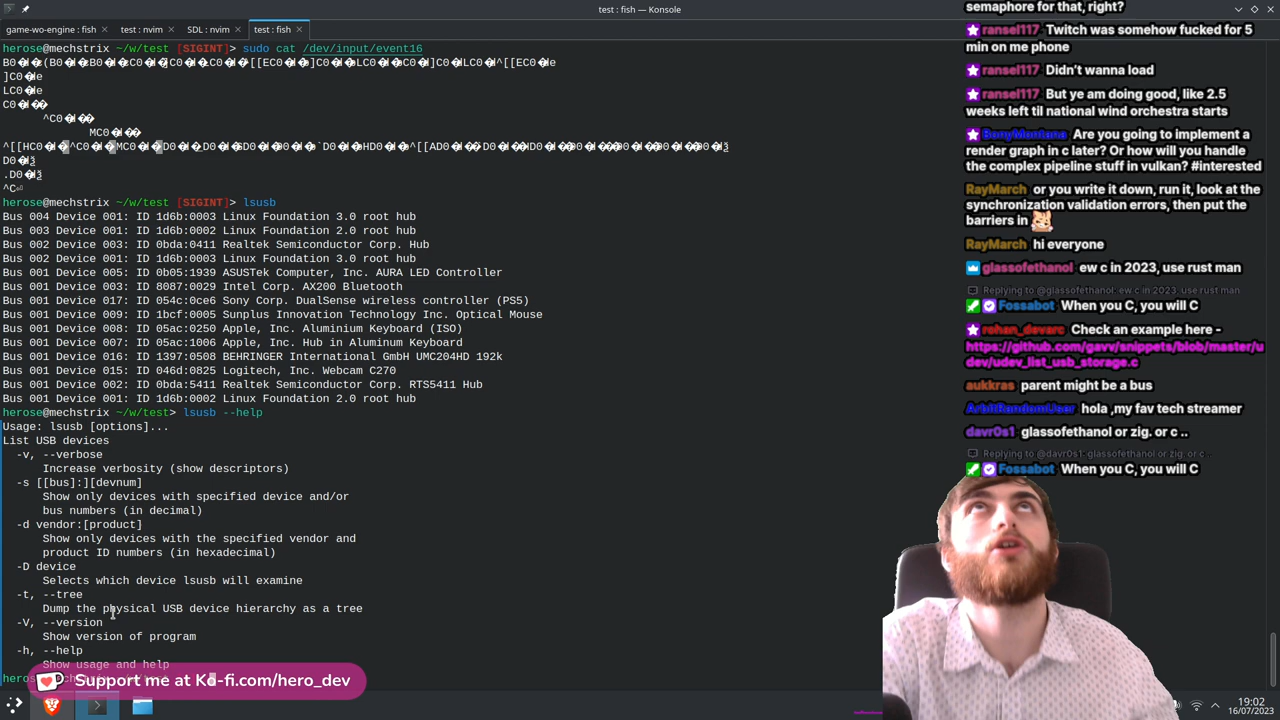 test : fish — Konsole
game-wo-engine : fish
test : nvim
SDL : nvim
test : fish
herose@mechstrix ~/w/test [SIGINT]> sudo cat /dev/input/event16
^C⏎
herose@mechstrix ~/w/test [SIGINT]> lsusb
Bus 004 Device 001: ID 1d6b:0003 Linux Foundation 3.0 root hub
Bus 003 Device 001: ID 1d6b:0002 Linux Foundation 2.0 root hub
Bus 002 Device 003: ID 0bda:0411 Realtek Semiconductor Corp. Hub
Bus 002 Device 001: ID 1d6b:0003 Linux Foundation 3.0 root hub
Bus 001 Device 005: ID 0b05:1939 ASUSTek Computer, Inc. AURA LED Controller
Bus 001 Device 003: ID 8087:0029 Intel Corp. AX200 Bluetooth
Bus 001 Device 017: ID 054c:0ce6 Sony Corp. DualSense wireless controller (PS5)
Bus 001 Device 009: ID 1bcf:0005 Sunplus Innovation Technology Inc. Optical Mouse
Bus 001 Device 008: ID 05ac:0250 Apple, Inc. Aluminium Keyboard (ISO)
Bus 001 Device 007: ID 05ac:1006 Apple, Inc. Hub in Aluminum Keyboard
Bus 001 Device 016: ID 1397:0508 BEHRINGER International GmbH UMC204HD 192k
Bus 001 Device 015: ID 046d:0825 Logitech, Inc. Webcam C270
Bus 001 Device 002: ID 0bda:5411 Realtek Semiconductor Corp. RTS5411 Hub
Bus 001 Device 001: ID 1d6b:0002 Linux Foundation 2.0 root hub
herose@mechstrix ~/w/test> lsusb --help
Usage: lsusb [options]...
List USB devices
-v, --verbose
Increase verbosity (show descriptors)
-s [[bus]:][devnum]
Show only devices with specified device and/or
bus numbers (in decimal)
-d vendor:[product]
Show only devices with the specified vendor and
product ID numbers (in hexadecimal)
-D device
Selects which device lsusb will examine
-t, --tree
Dump the physical USB device hierarchy as a tree
-V, --version
Show version of program
-h, --help
Show usage and help
Support me at Ko-fi.com/hero_dev
semaphore for that, right?
ransel117 Twitch was somehow fucked for 5
min on me phone
ransel117 Didn't wanna load
ransel117 But ye am doing good, like 2.5
weeks left til national wind orchestra starts
BonyMontana Are you going to implement a
render graph in c later? Or how will you handle
the complex pipeline stuff in vulkan? #interested
RayMarch or you write it down, run it, look at the
synchronization validation errors, then put the
barriers in
RayMarch hi everyone
glassofethanol ew c in 2023, use rust man
Replying to @glassofethanol: ew c in 2023, use rust man
Fossabot When you C, you will C
rohan_devarc Check an example here -
https://github.com/gavv/snippets/blob/master/u
dev/udev_list_usb_storage.c
aukkras parent might be a bus
ArbitRandomUser hola ,my fav tech streamer
davr0s1 glassofethanol or zig. or c ..
Replying to @davr0s1: glassofethanol or zig. or c ..
Fossabot When you C, you will C
19:02
16/07/2023